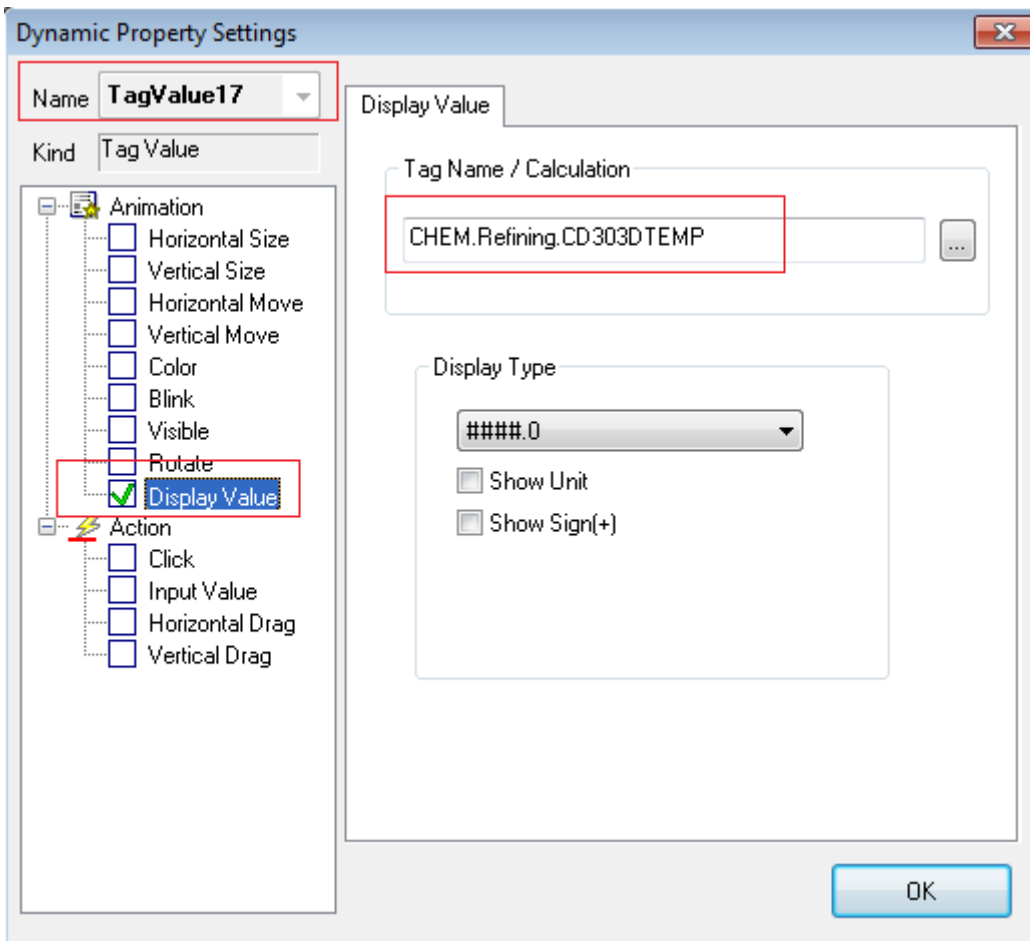 Dynamic Property Settings
Name TagValue17
Kind Tag Value
Animation
Horizontal Size
Vertical Size
Horizontal Move
Vertical Move
Color
Blink
Visible
Rotate
Display Value
Action
Click
Input Value
Horizontal Drag
Vertical Drag
Display Value
Tag Name / Calculation
CHEM.Refining.CD303DTEMP
...
Display Type
####.0
Show Unit
Show Sign(+)
OK